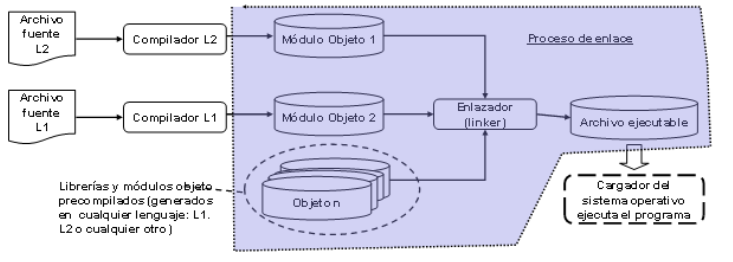 Archivo
fuente
L2
Compilador L2
Módulo Objeto 1
Proceso de enlace
Archivo
fuente
L1
Compilador L1
Módulo Objeto 2
Enlazador
(linker)
Archivo ejecutable
Librerías y módulos objeto
precompilados (generados
en cualquier lenguaje: L1.
L2 o cualquier otro)
Objeto n
Cargador del
sistema operativo
ejecuta el programa